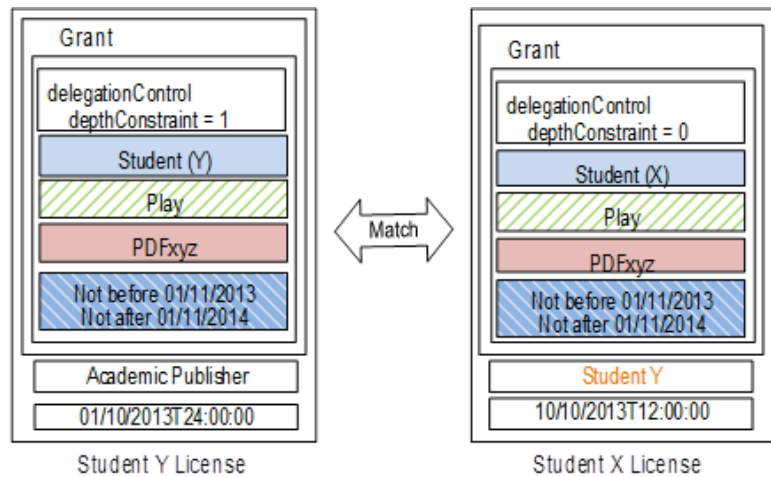 Grant
delegationControl
depthConstraint = 1
Student (Y)
Play
PDFxyz
Not before 01/11/2013
Not after 01/11/2014
Academic Publisher
01/10/2013T24:00:00
Student Y License
Match
Grant
delegationControl
depthConstraint = 0
Student (X)
Play
PDFxyz
Not before 01/11/2013
Not after 01/11/2014
Student Y
10/10/2013T12:00:00
Student X License